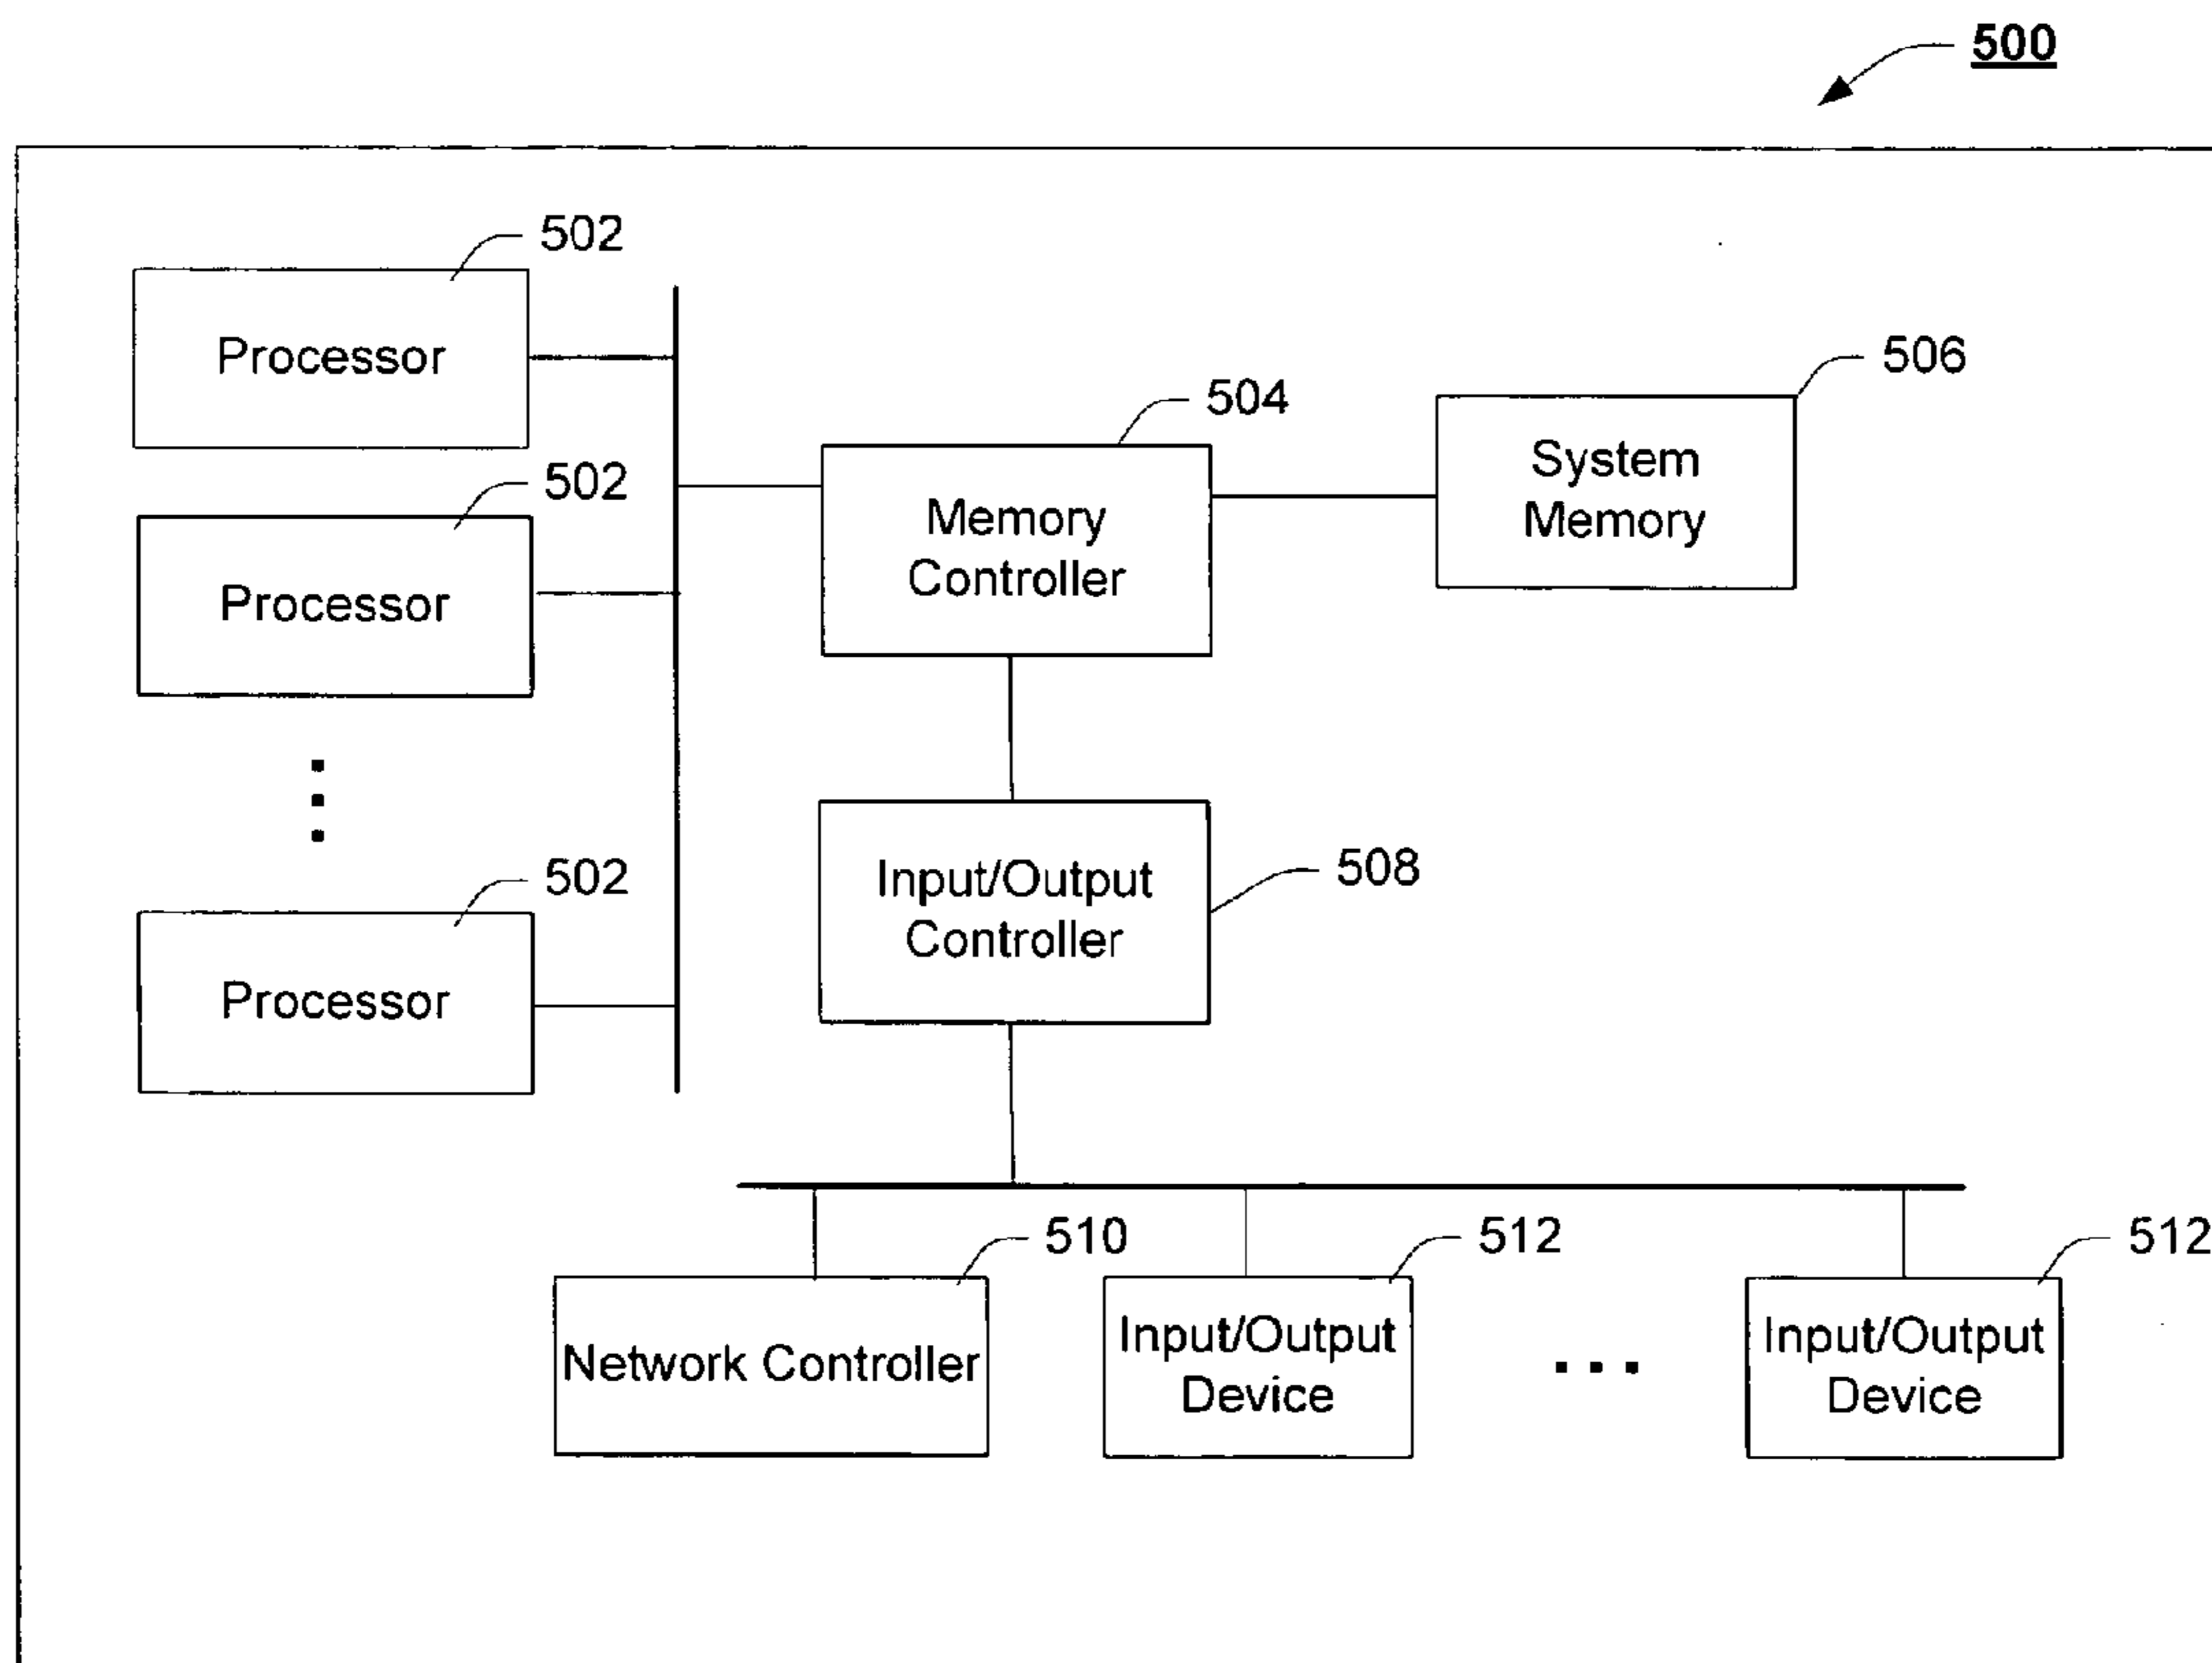 500
502
Processor
504
506
System
Memory
502
Memory
Controller
Processor
502
Input/Output
Controller
508
Processor
510
512
512
Network Controller
Input/Output
Device
Input/Output
Device